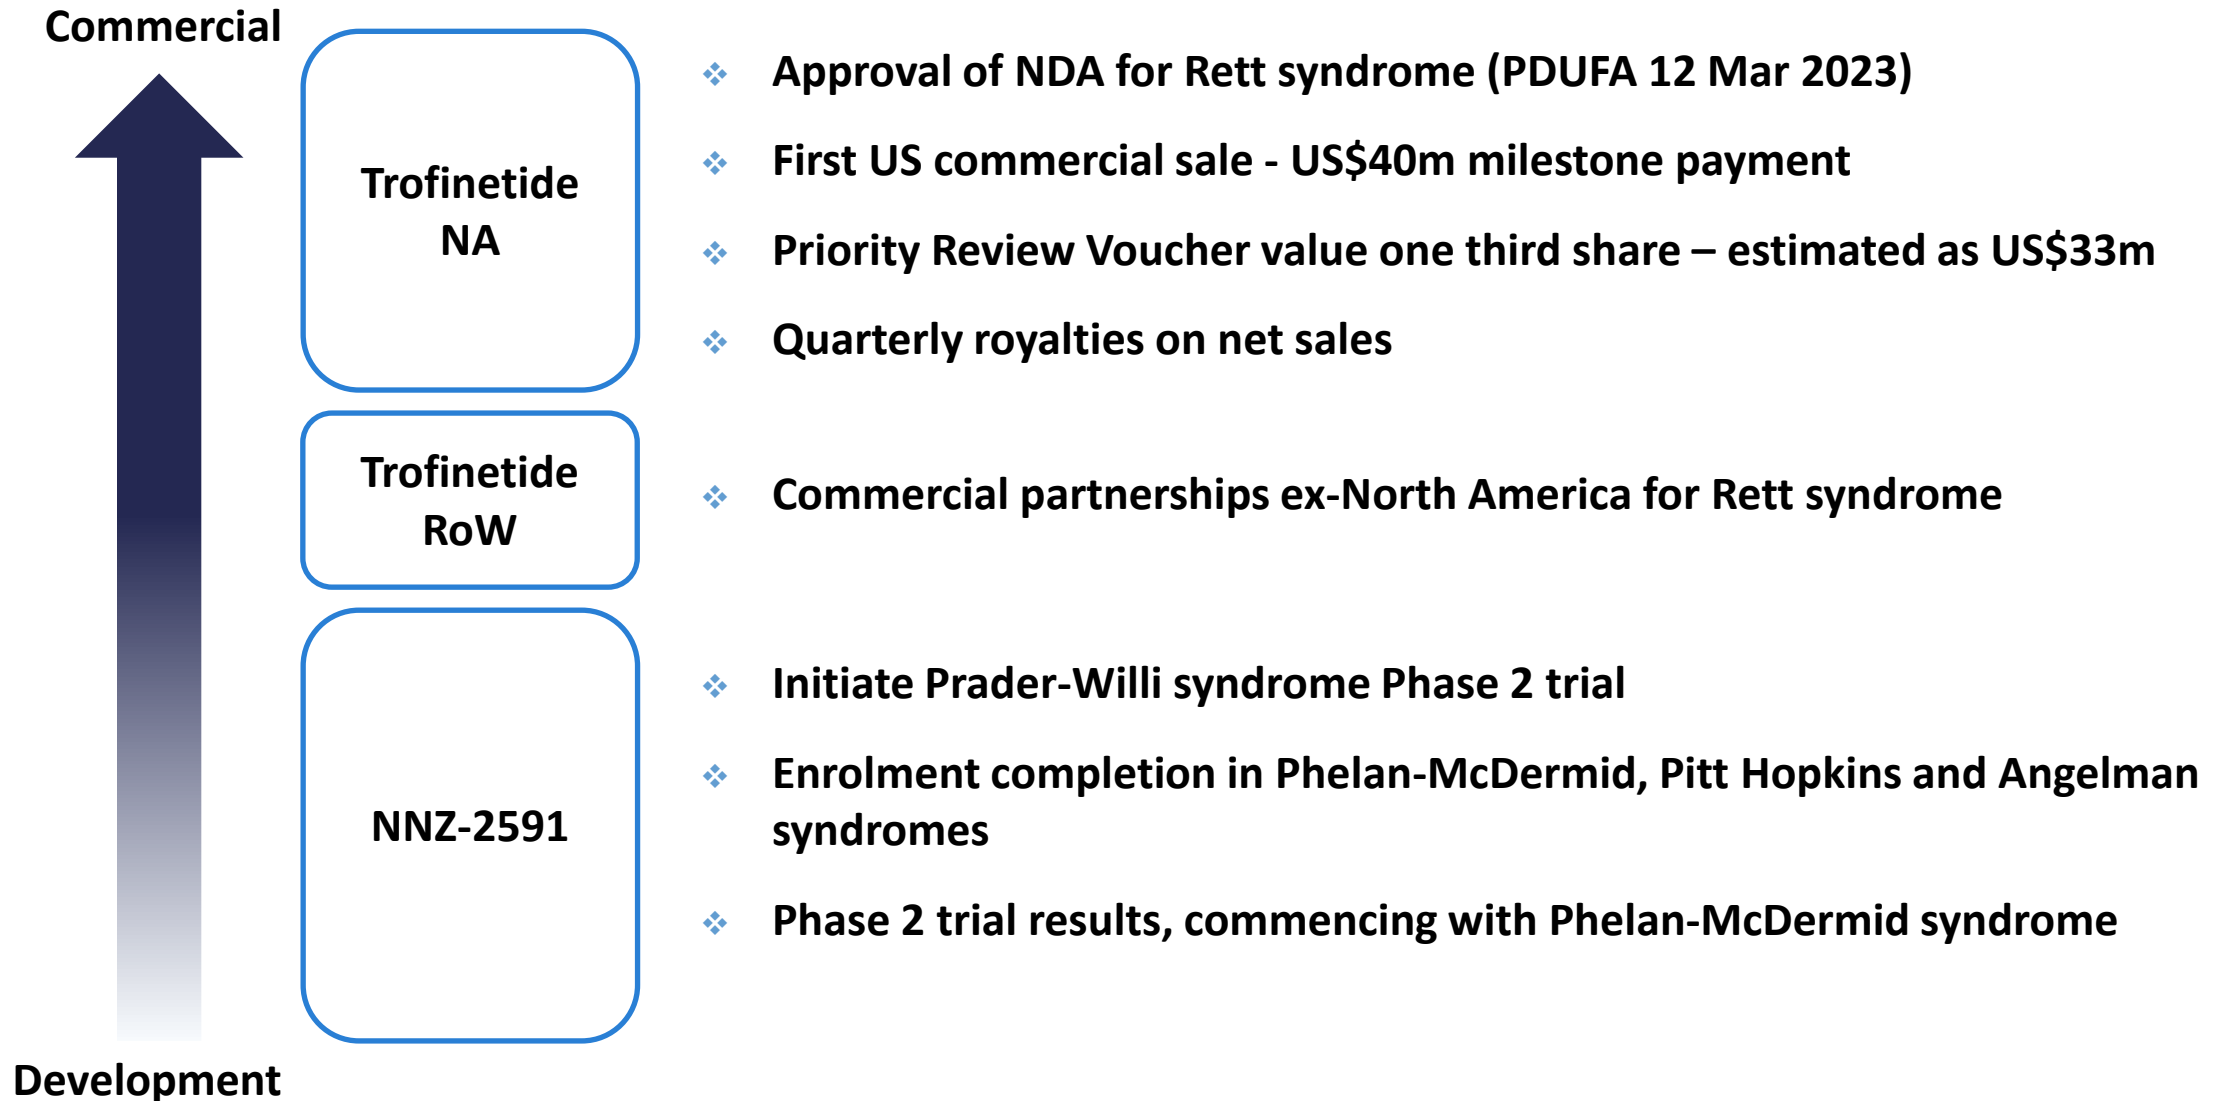 Commercial
Trofinetide
NA
❖ Approval of NDA for Rett syndrome (PDUFA 12 Mar 2023)
❖ First US commercial sale - US$40m milestone payment
❖ Priority Review Voucher value one third share – estimated as US$33m
❖ Quarterly royalties on net sales
Trofinetide
RoW
❖ Commercial partnerships ex-North America for Rett syndrome
NNZ-2591
❖ Initiate Prader-Willi syndrome Phase 2 trial
❖ Enrolment completion in Phelan-McDermid, Pitt Hopkins and Angelman
syndromes
❖ Phase 2 trial results, commencing with Phelan-McDermid syndrome
Development